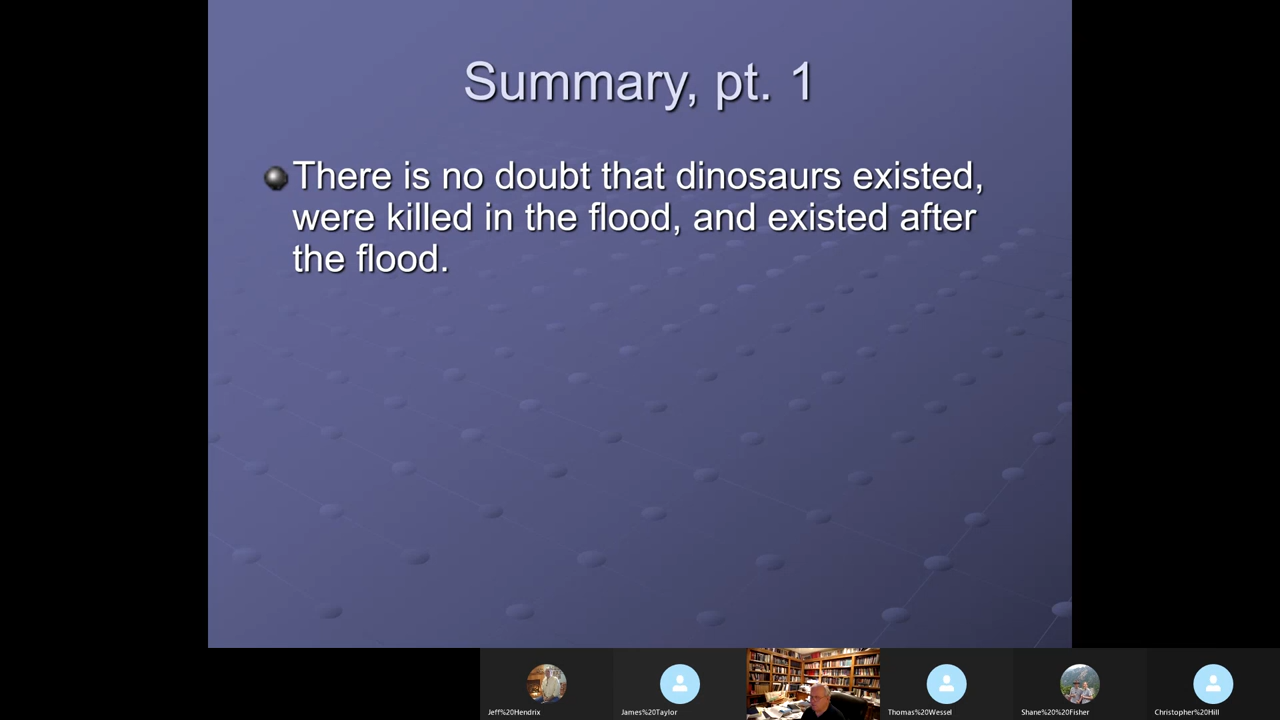 Summary, pt. 1
There is no doubt that dinosaurs existed,
were killed in the flood, and existed after
the flood.
Jeff%20Hendrix
James%20Taylor
Thomas%20Wessel
Shane%20%20Fisher
Christopher%20Hill